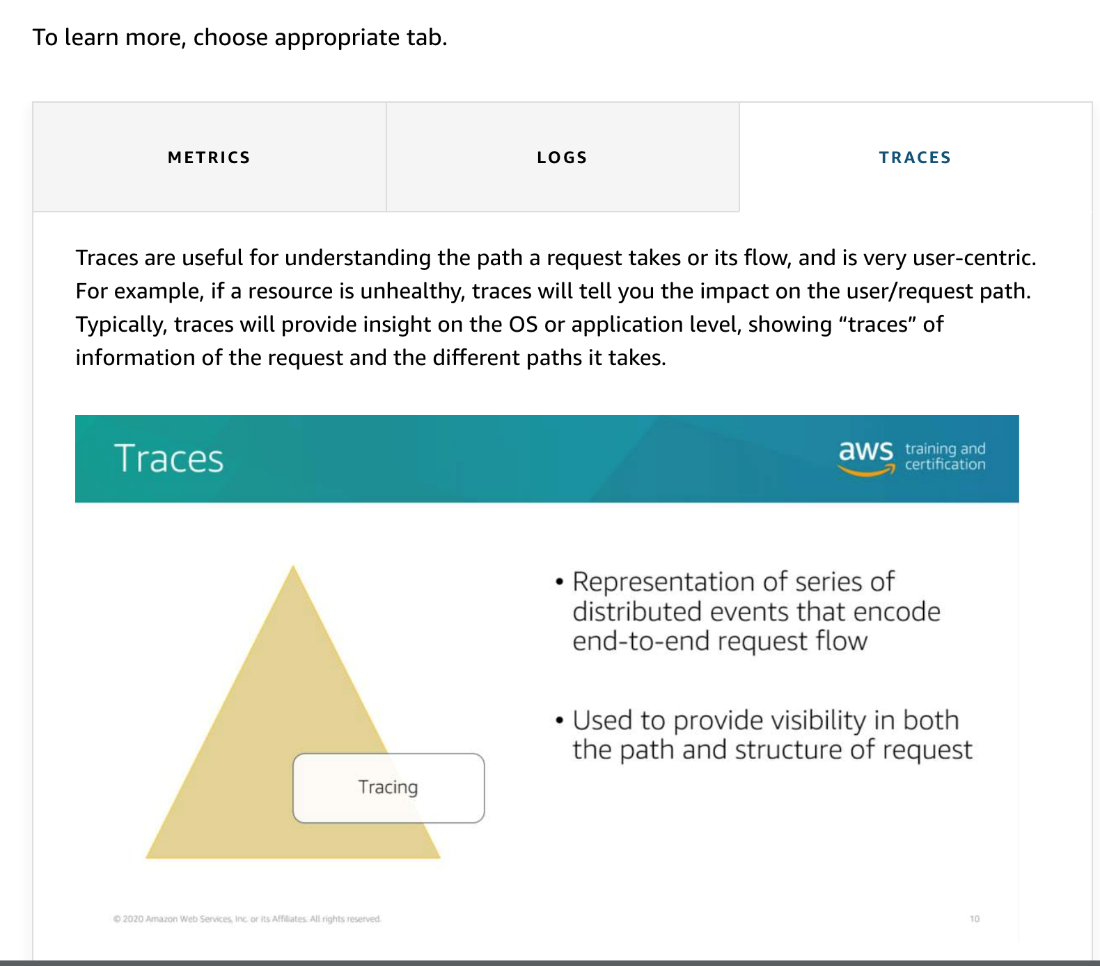 To learn more, choose appropriate tab.
METRICS
LOGS
TRACES
Traces are useful for understanding the path a request takes or its flow, and is very user-centric.
For example, if a resource is unhealthy, traces will tell you the impact on the user/request path.
Typically, traces will provide insight on the OS or application level, showing “traces” of
information of the request and the different paths it takes.
Traces
aws training and
certification
• Representation of series of
distributed events that encode
end-to-end request flow
• Used to provide visibility in both
the path and structure of request
Tracing
© 2020 Amazon Web Services, Inc. or its Affiliates. All rights reserved.
10